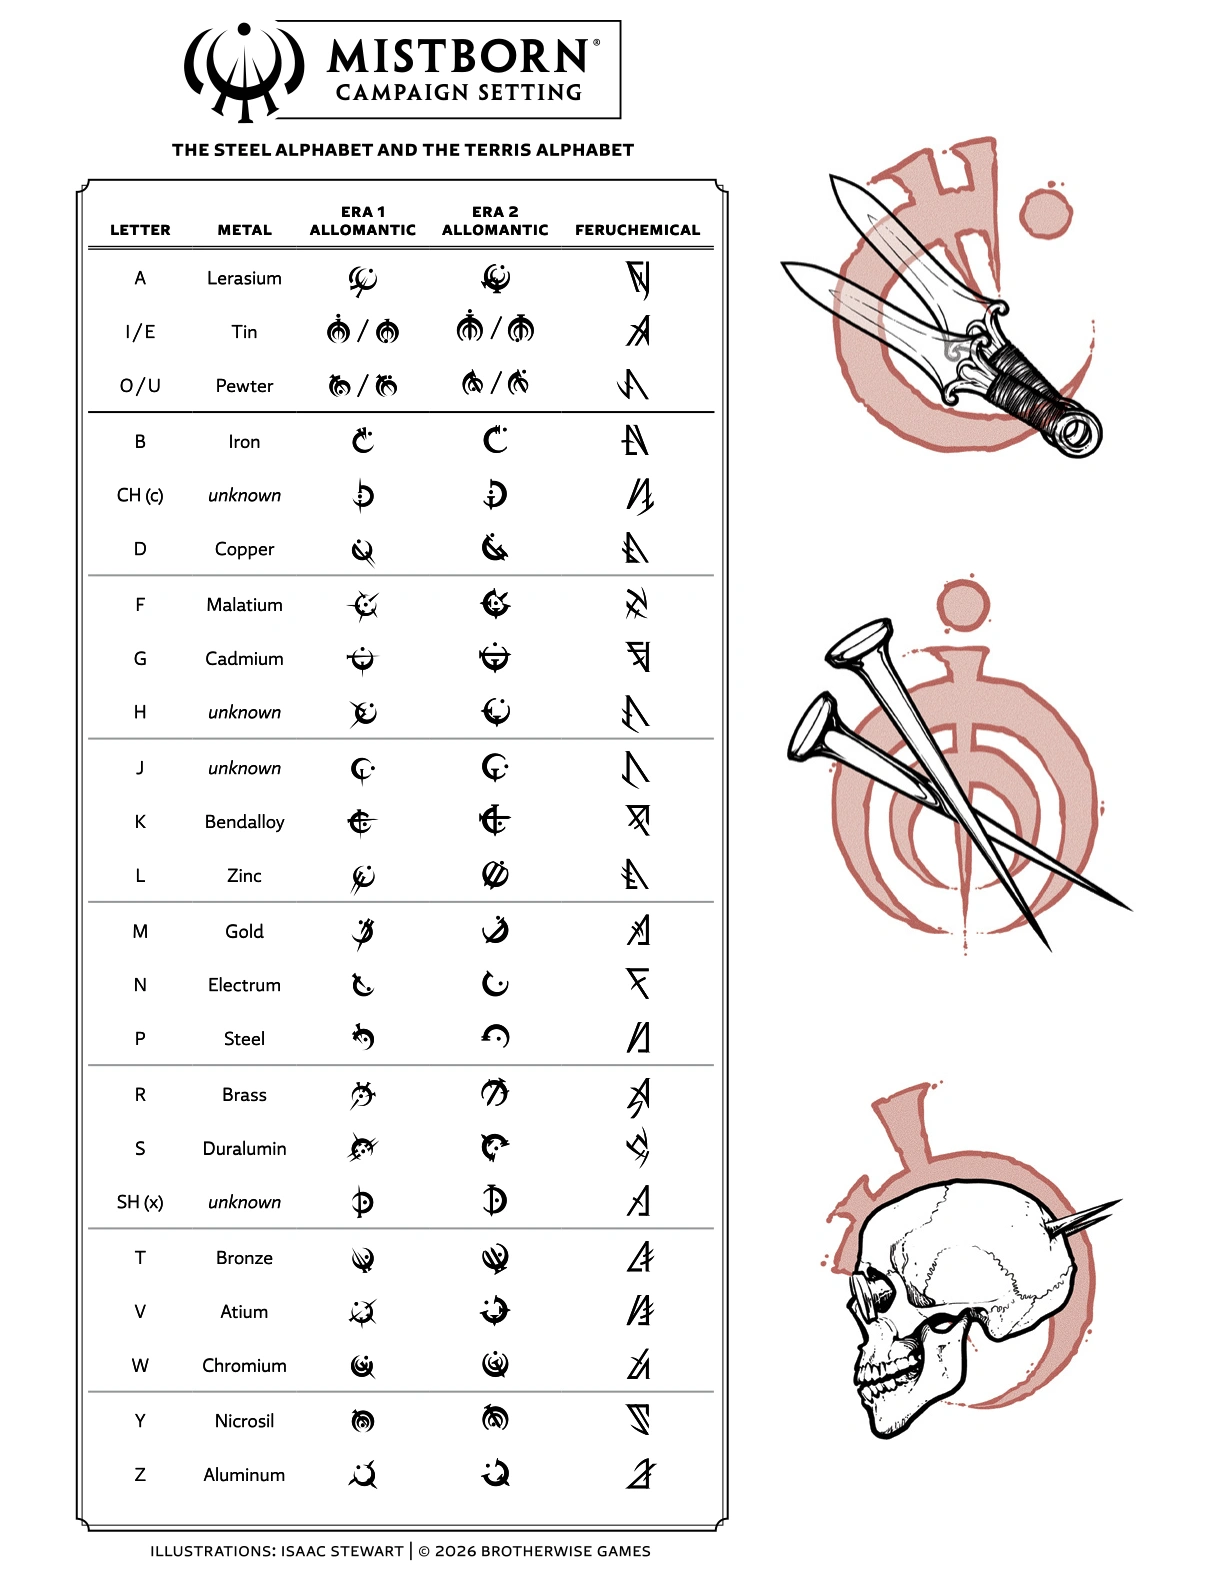 MISTBORN®
CAMPAIGN SETTING
THE STEEL ALPHABET AND THE TERRIS ALPHABET
LETTER METAL ERA 1 ALLOMANTIC ERA 2 ALLOMANTIC FERUCHEMICAL
A Lerasium
I/E Tin / /
O/U Pewter / /
B Iron
CH (c) unknown
D Copper
F Malatium
G Cadmium
H unknown
J unknown
K Bendalloy
L Zinc
M Gold
N Electrum
P Steel
R Brass
S Duralumin
SH (x) unknown
T Bronze
V Atium
W Chromium
Y Nicrosil
Z Aluminum
ILLUSTRATIONS: ISAAC STEWART | © 2026 BROTHERWISE GAMES